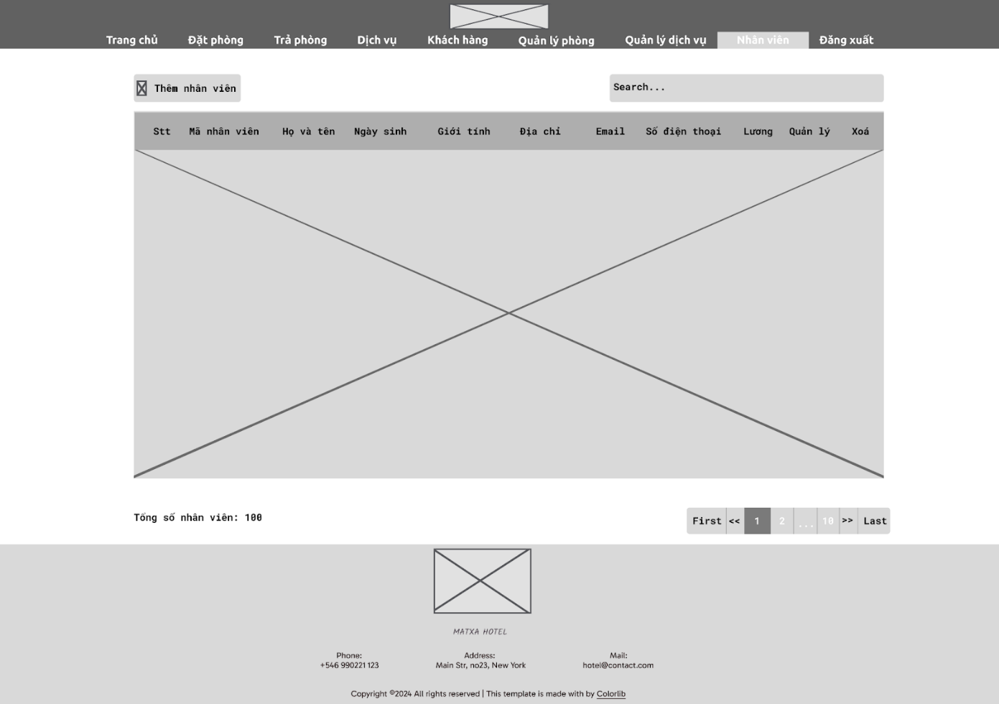 Trang chủ Đặt phòng Trả phòng Dịch vụ Khách hàng Quản lý phòng Quản lý dịch vụ Nhân viên Đăng xuất
Thêm nhân viên Search...
Stt Mã nhân viên Họ và tên Ngày sinh Giới tính Địa chỉ Email Số điện thoại Lương Quản lý Xoá
Tổng số nhân viên: 100 First << 1 2 ... 10 >> Last
MATXA HOTEL
Phone: Address: Mail:
+546 990221 123 Main Str, no23, New York hotel@contact.com
Copyright ©2024 All rights reserved | This template is made with by Colorlib